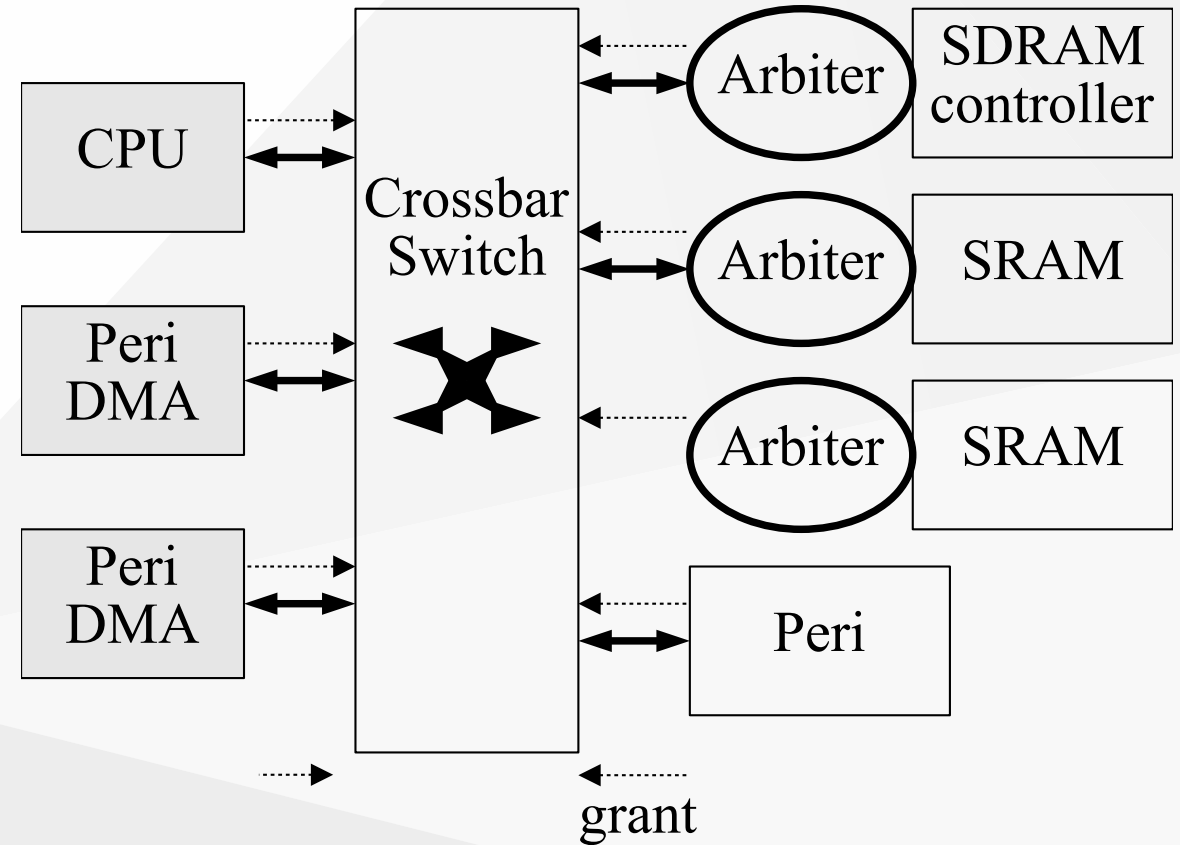 CPU
Peri
DMA
Peri
DMA
Crossbar
Switch
Arbiter
SDRAM
controller
Arbiter
SRAM
Arbiter
SRAM
Peri
grant